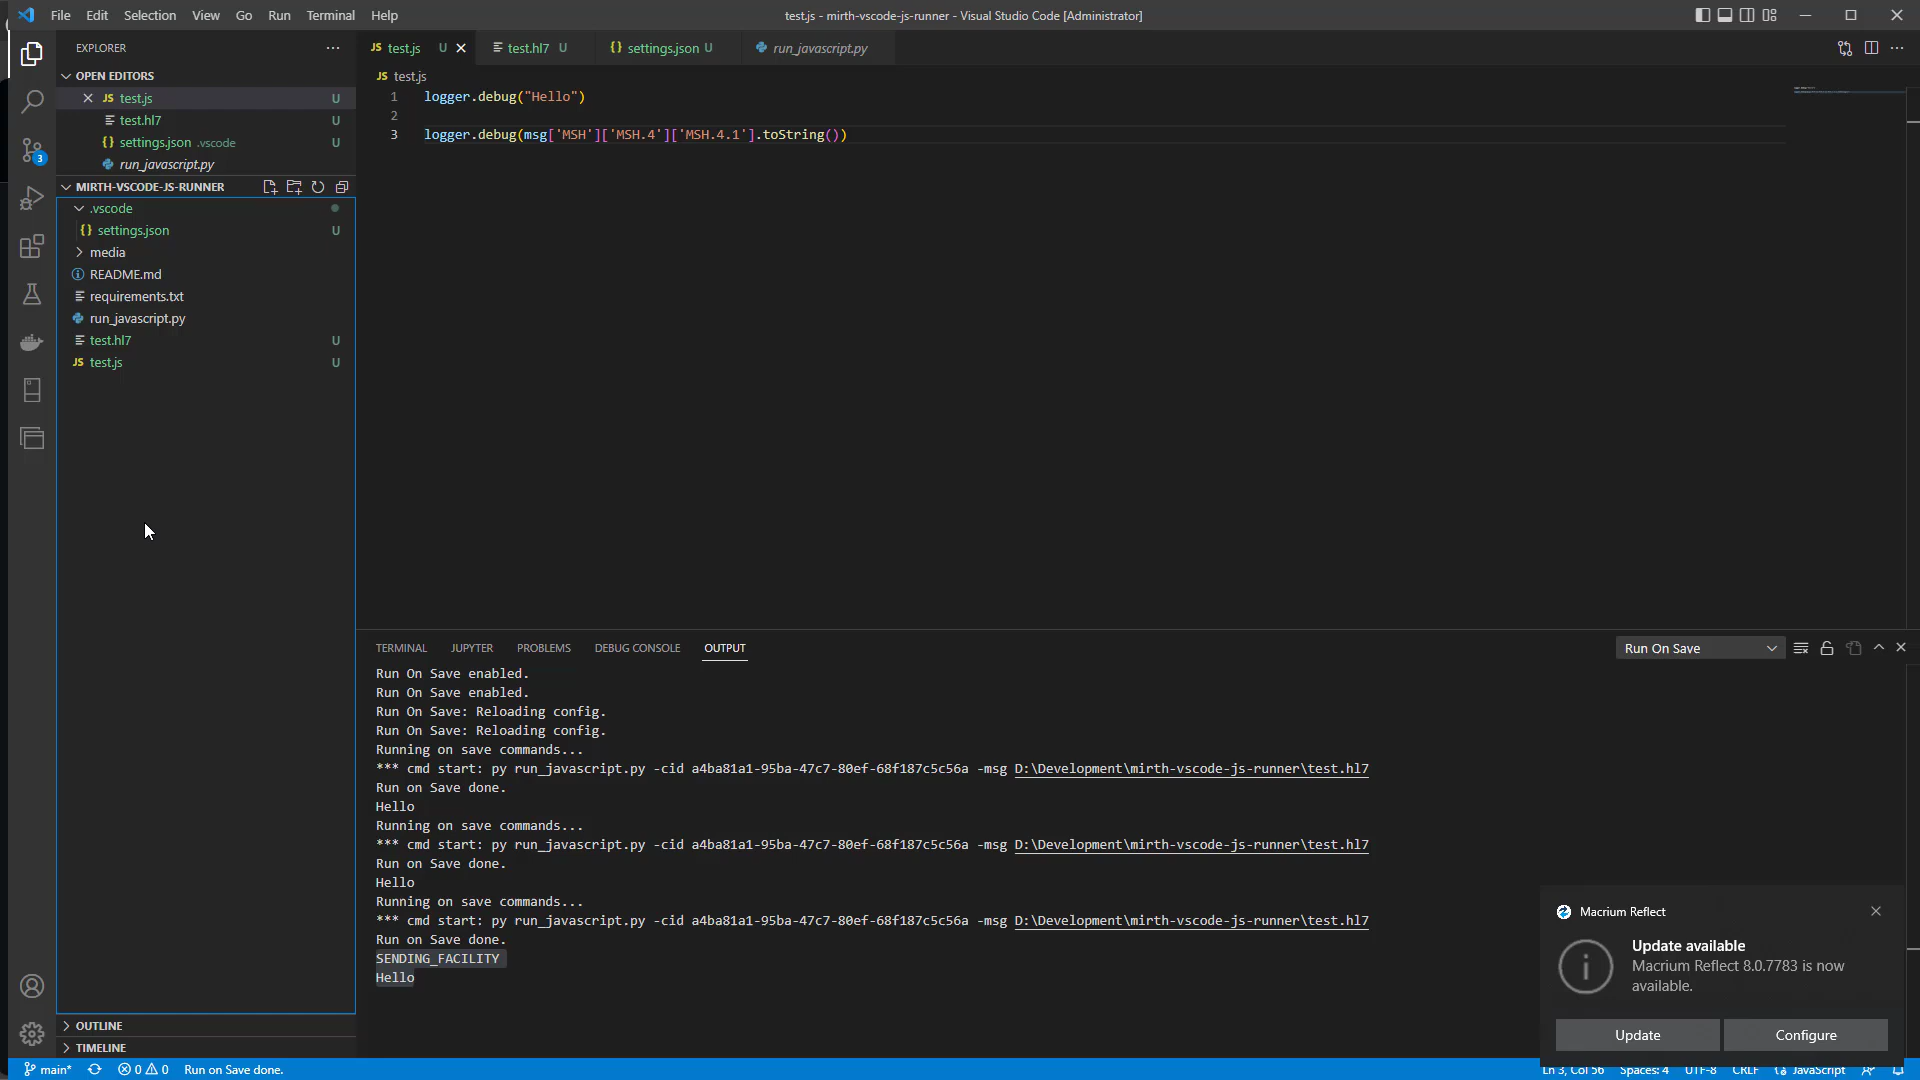 File Edit Selection View Go Run Terminal Help
test.js - mirth-vscode-js-runner - Visual Studio Code [Administrator]
EXPLORER
OPEN EDITORS
JS test.js U
test.hl7 U
{} settings.json .vscode U
run_javascript.py
MIRTH-VSCODE-JS-RUNNER
.vscode
{} settings.json U
media
README.md
requirements.txt
run_javascript.py
test.hl7 U
JS test.js U
OUTLINE
TIMELINE
3
JS test.js U
test.hl7 U
{} settings.json U
run_javascript.py
JS test.js
1 logger.debug("Hello")
2
3 logger.debug(msg['MSH']['MSH.4']['MSH.4.1'].toString())
TERMINAL JUPYTER PROBLEMS DEBUG CONSOLE OUTPUT
Run On Save
Run On Save enabled.
Run On Save enabled.
Run On Save: Reloading config.
Run On Save: Reloading config.
Running on save commands...
*** cmd start: py run_javascript.py -cid a4ba81a1-95ba-47c7-80ef-68f187c5c56a -msg D:\Development\mirth-vscode-js-runner\test.hl7
Run on Save done.
Hello
Running on save commands...
*** cmd start: py run_javascript.py -cid a4ba81a1-95ba-47c7-80ef-68f187c5c56a -msg D:\Development\mirth-vscode-js-runner\test.hl7
Run on Save done.
Hello
Running on save commands...
*** cmd start: py run_javascript.py -cid a4ba81a1-95ba-47c7-80ef-68f187c5c56a -msg D:\Development\mirth-vscode-js-runner\test.hl7
Run on Save done.
SENDING_FACILITY
Hello
Macrium Reflect
Update available
Macrium Reflect 8.0.7783 is now
available.
Update Configure
main* 0 0 Run on Save done.
Ln 3, Col 56 Spaces: 4 UTF-8 CRLF JavaScript